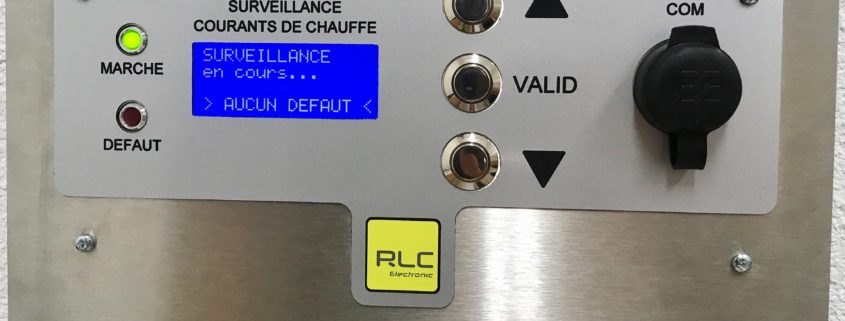 SURVEILLANCE
COURANTS DE CHAUFFE
COM
MARCHE
SURVEILLANCE
en cours...
> AUCUN DEFAUT <
VALID
DEFAUT
RLC
Electronic